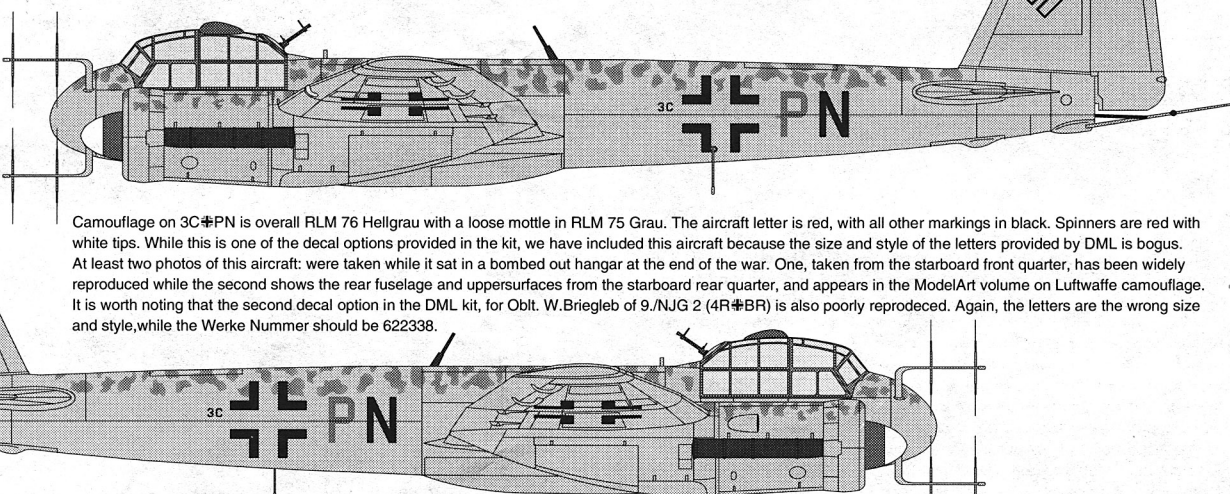 3C PN
Camouflage on 3C✙PN is overall RLM 76 Hellgrau with a loose mottle in RLM 75 Grau. The aircraft letter is red, with all other markings in black. Spinners are red with
white tips. While this is one of the decal options provided in the kit, we have included this aircraft because the size and style of the letters provided by DML is bogus.
At least two photos of this aircraft: were taken while it sat in a bombed out hangar at the end of the war. One, taken from the starboard front quarter, has been widely
reproduced while the second shows the rear fuselage and uppersurfaces from the starboard rear quarter, and appears in the ModelArt volume on Luftwaffe camouflage.
It is worth noting that the second decal option in the DML kit, for Oblt. W.Briegleb of 9./NJG 2 (4R✙BR) is also poorly reprodeced. Again, the letters are the wrong size
and style,while the Werke Nummer should be 622338.
3C PN